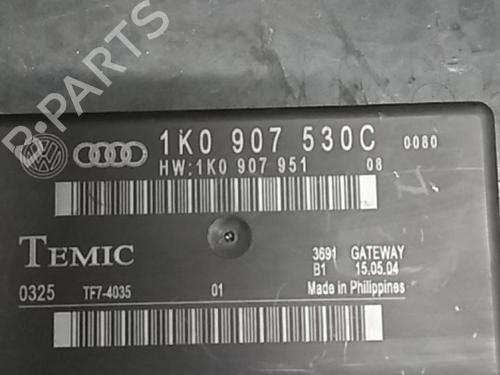 B-PARTS
1K0 907 530C 0080
HW:1K0 907 951 08
TEMIC
3691 GATEWAY
B1 15.05.04
0325 TF7-4035 01 Made in Philippines